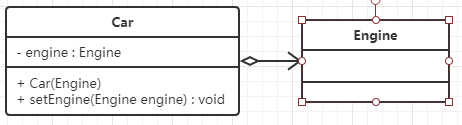 Car
- engine : Engine
+ Car(Engine)
+ setEngine(Engine engine) : void
Engine